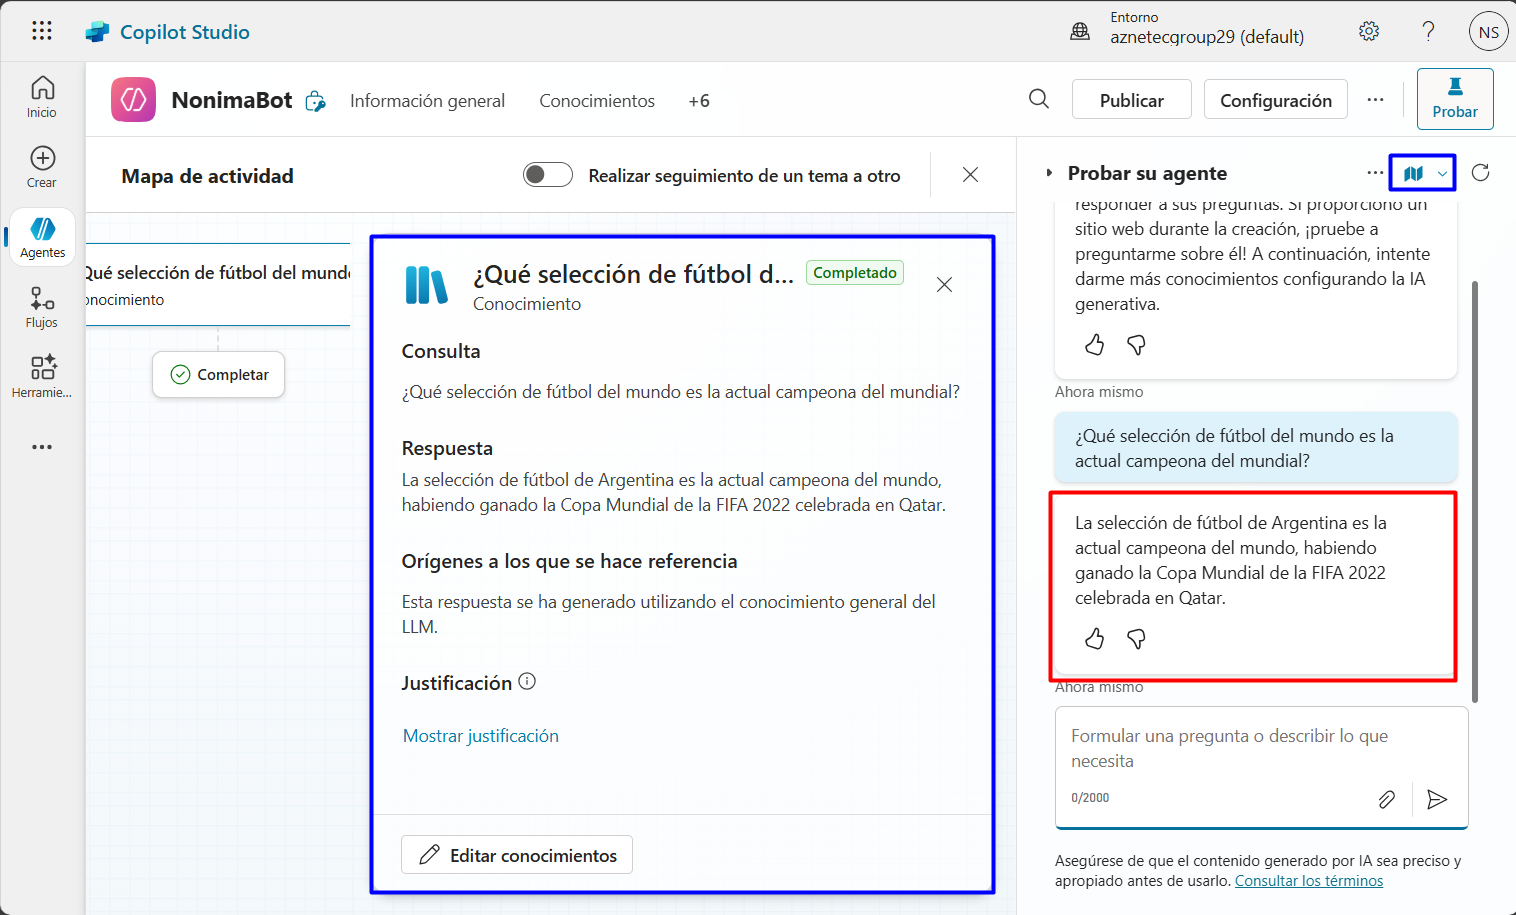 Copilot Studio
Entorno
aznetecgroup29 (default)
NS
Inicio
Crear
Agentes
Flujos
Herramie...
NonimaBot
Información general
Conocimientos
+6
Publicar
Configuración
Probar
Mapa de actividad
Realizar seguimiento de un tema a otro
Qué selección de fútbol del mundo
onocimiento
Completar
¿Qué selección de fútbol d...
Completado
Conocimiento
Consulta
¿Qué selección de fútbol del mundo es la actual campeona del mundial?
Respuesta
La selección de fútbol de Argentina es la actual campeona del mundo,
habiendo ganado la Copa Mundial de la FIFA 2022 celebrada en Qatar.
Orígenes a los que se hace referencia
Esta respuesta se ha generado utilizando el conocimiento general del
LLM.
Justificación
Mostrar justificación
Editar conocimientos
Probar su agente
responder a sus preguntas. Si proporcionó un
sitio web durante la creación, ¡pruebe a
preguntarme sobre él! A continuación, intente
darme más conocimientos configurando la IA
generativa.
Ahora mismo
¿Qué selección de fútbol del mundo es la
actual campeona del mundial?
La selección de fútbol de Argentina es la
actual campeona del mundo, habiendo
ganado la Copa Mundial de la FIFA 2022
celebrada en Qatar.
Ahora mismo
Formular una pregunta o describir lo que
necesita
0/2000
Asegúrese de que el contenido generado por IA sea preciso y
apropiado antes de usarlo. Consultar los términos